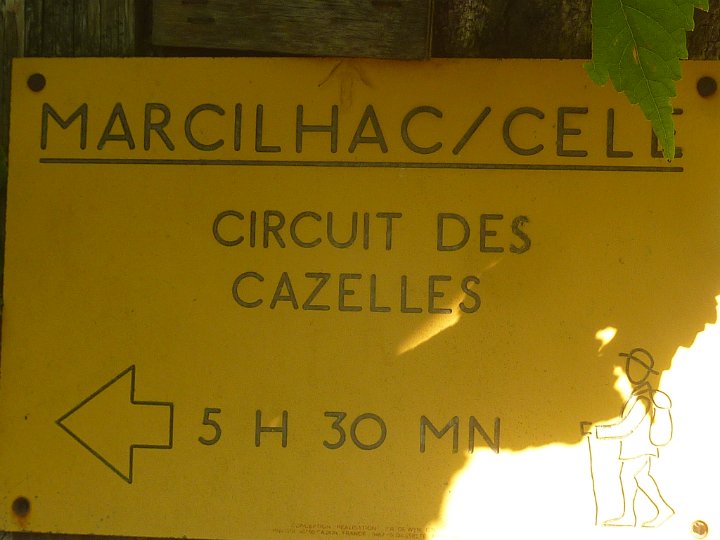 MARCILHAC/CELE
CIRCUIT DES
CAZELLES
5 H 30 MN